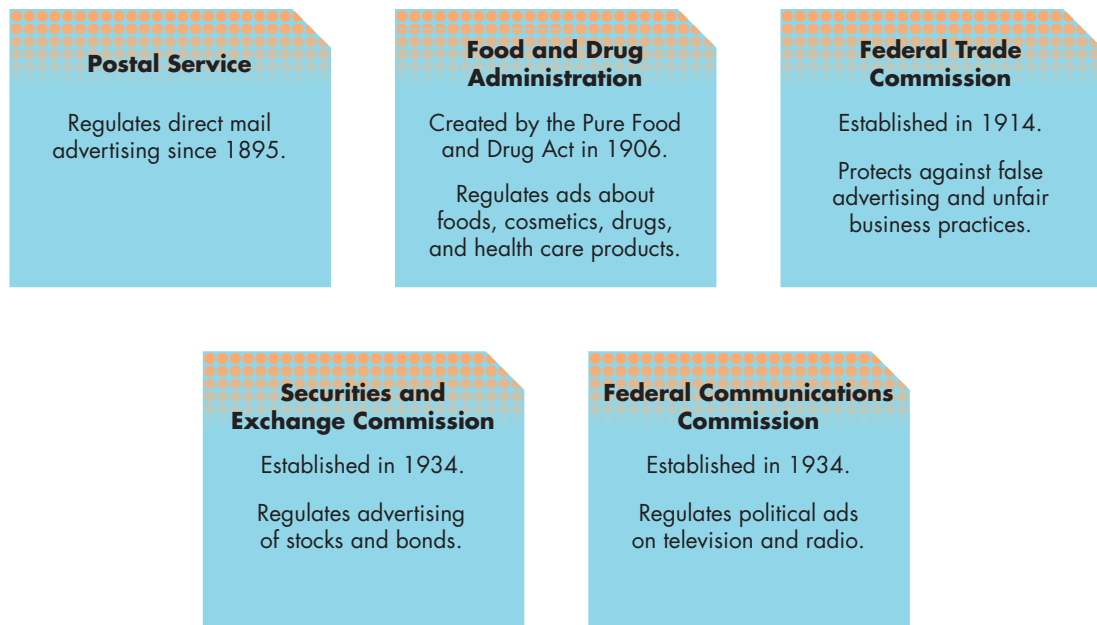 Postal Service
Regulates direct mail
advertising since 1895.
Food and Drug
Administration
Created by the Pure Food
and Drug Act in 1906.
Regulates ads about
foods, cosmetics, drugs,
and health care products.
Federal Trade
Commission
Established in 1914.
Protects against false
advertising and unfair
business practices.
Securities and
Exchange Commission
Established in 1934.
Regulates advertising
of stocks and bonds.
Federal Communications
Commission
Established in 1934.
Regulates political ads
on television and radio.